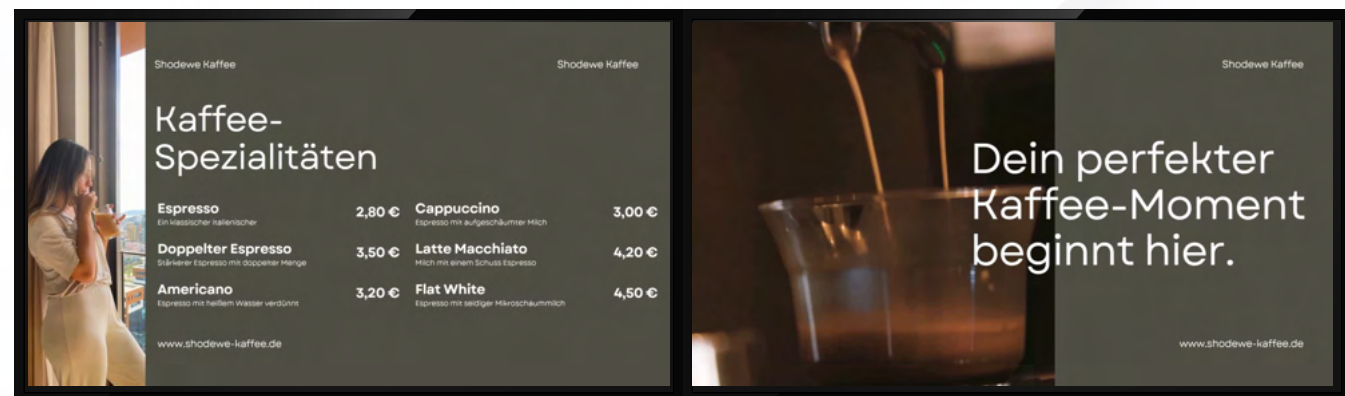 Shodewe Kaffee
Shodewe Kaffee
Kaffee-
Spezialitäten
Espresso
2,80 €
Ein klassischer italienischer
Doppelter Espresso
3,50 €
Stärkerer Espresso mit doppelter Menge
Americano
3,20 €
Espresso mit heißem Wasser verdünnt
Cappuccino
3,00 €
Espresso mit aufgeschäumter Milch
Latte Macchiato
4,20 €
Milch mit einem Schuss Espresso
Flat White
4,50 €
Espresso mit seidiger Mikroschaummilch
www.shodewe-kaffee.de
Shodewe Kaffee
Dein perfekter
Kaffee-Moment
beginnt hier.
www.shodewe-kaffee.de